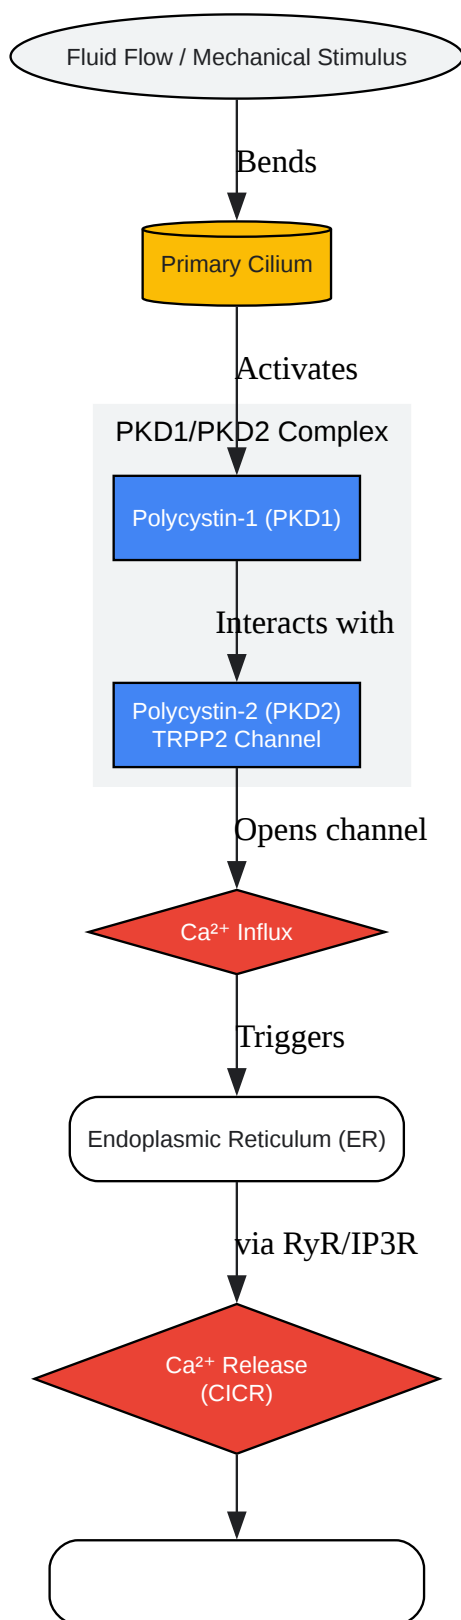 Fluid Flow / Mechanical Stimulus
Bends
Primary Cilium
Activates
PKD1/PKD2 Complex
Polycystin-1 (PKD1)
Interacts with
Polycystin-2 (PKD2)
TRPP2 Channel
Opens channel
Ca²⁺ Influx
Triggers
Endoplasmic Reticulum (ER)
via RyR/IP3R
Ca²⁺ Release
(CICR)